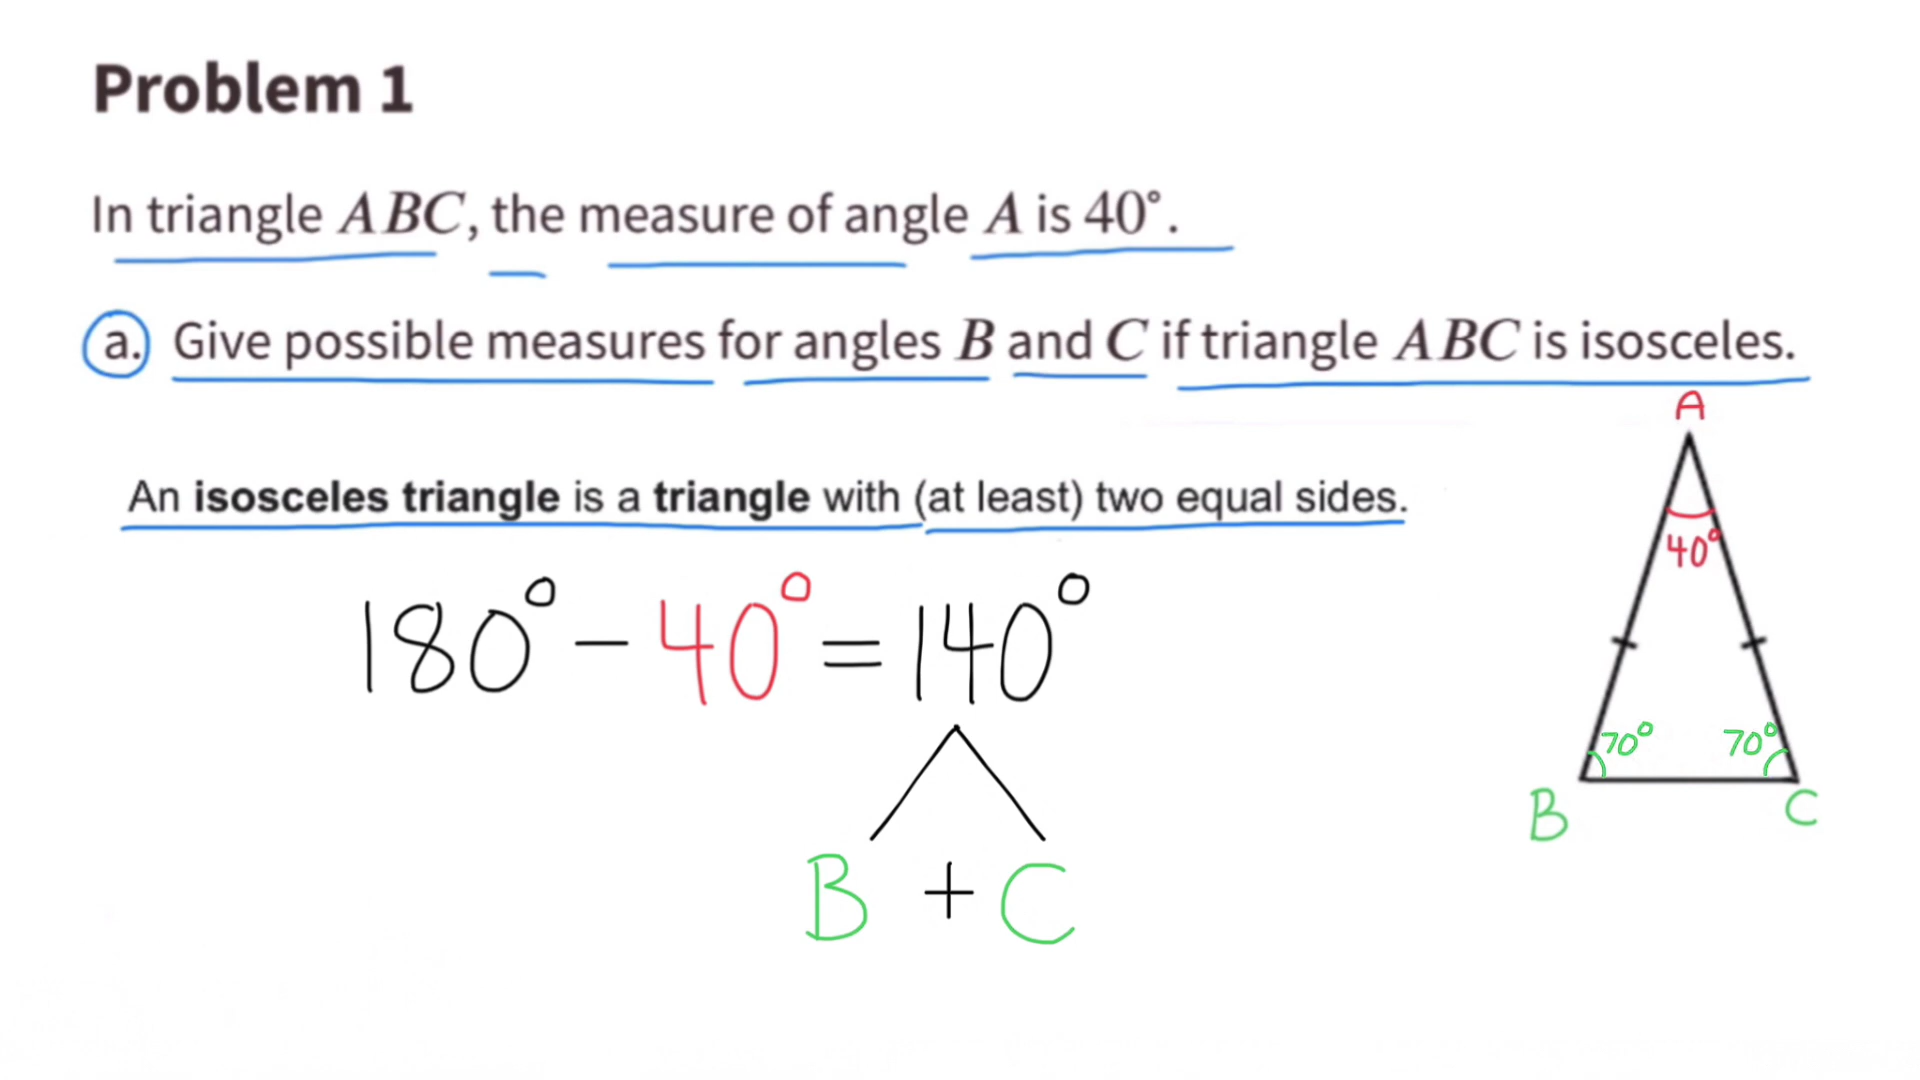 Problem 1
In triangle ABC, the measure of angle A is 40°.
a. Give possible measures for angles B and C if triangle ABC is isosceles.
An isosceles triangle is a triangle with (at least) two equal sides.
180° - 40° = 140°
B + C
A
40°
70° 70°
B C